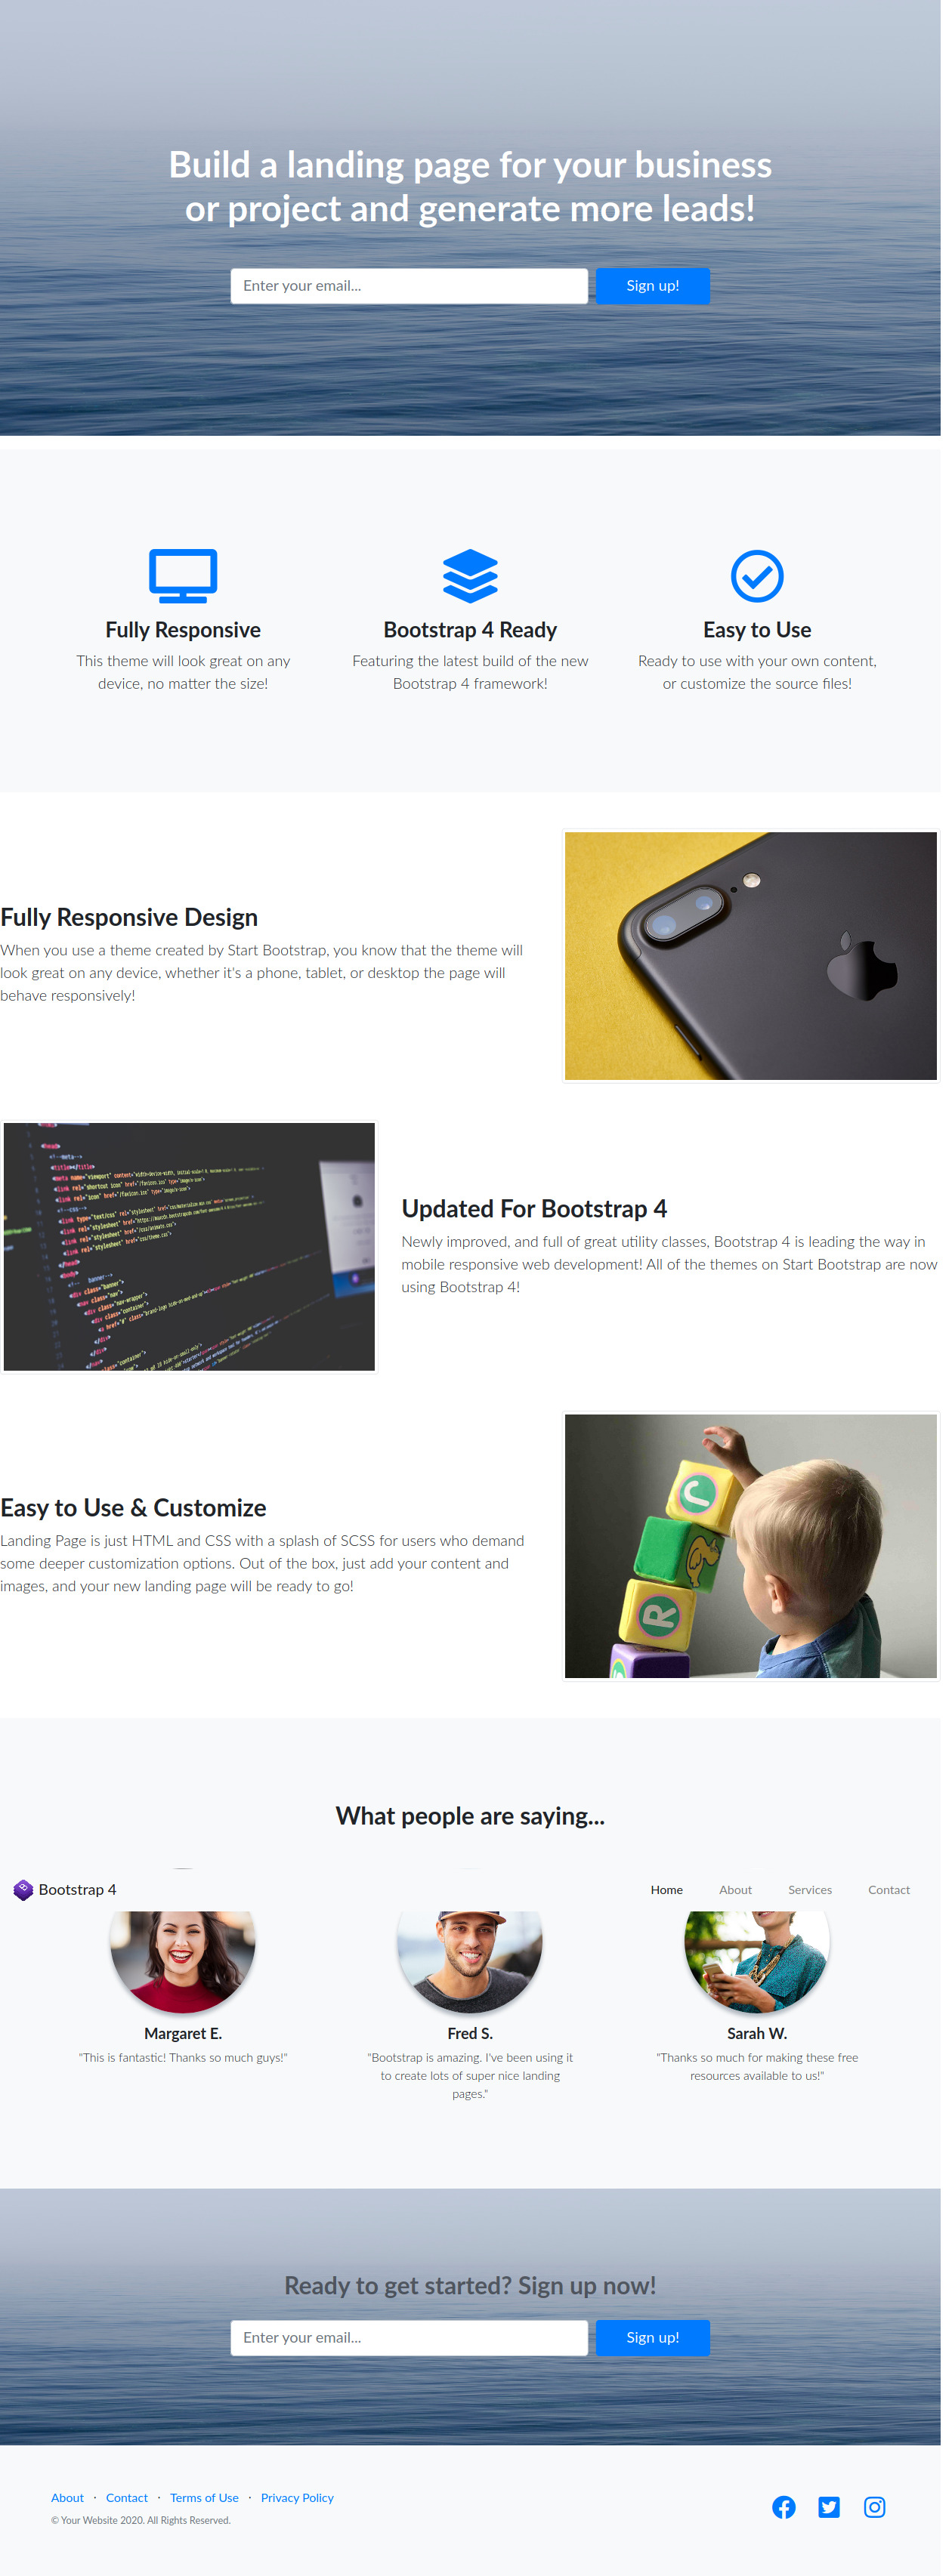 Build a landing page for your business
or project and generate more leads!
Enter your email...
Sign up!
Fully Responsive
This theme will look great on any
device, no matter the size!
Bootstrap 4 Ready
Featuring the latest build of the new
Bootstrap 4 framework!
Easy to Use
Ready to use with your own content,
or customize the source files!
Fully Responsive Design
When you use a theme created by Start Bootstrap, you know that the theme will
look great on any device, whether it's a phone, tablet, or desktop the page will
behave responsively!
Updated For Bootstrap 4
Newly improved, and full of great utility classes, Bootstrap 4 is leading the way in
mobile responsive web development! All of the themes on Start Bootstrap are now
using Bootstrap 4!
Easy to Use & Customize
Landing Page is just HTML and CSS with a splash of SCSS for users who demand
some deeper customization options. Out of the box, just add your content and
images, and your new landing page will be ready to go!
R
What people are saying...
Bootstrap 4
Home
About
Services
Contact
Margaret E.
"This is fantastic! Thanks so much guys!"
Fred S.
"Bootstrap is amazing. I've been using it
to create lots of super nice landing
pages."
Sarah W.
"Thanks so much for making these free
resources available to us!"
Ready to get started? Sign up now!
Enter your email...
Sign up!
About · Contact · Terms of Use · Privacy Policy
© Your Website 2020. All Rights Reserved.